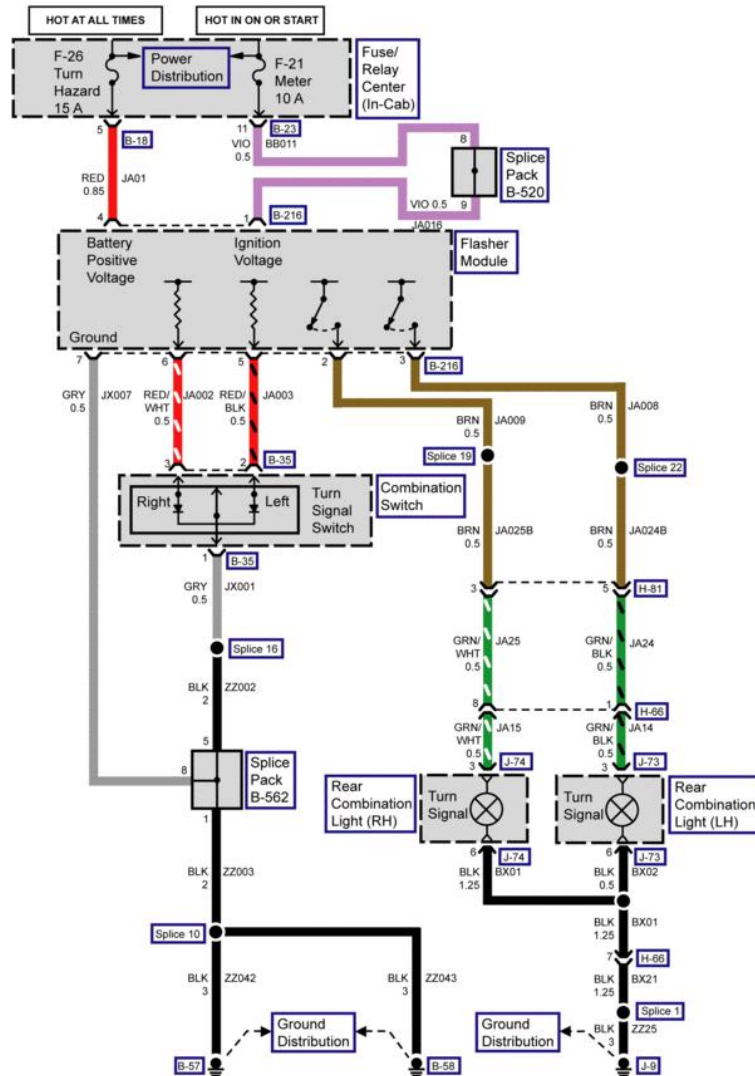 HOT AT ALL TIMES
HOT IN ON OR START
F-26
Turn
Hazard
15 A
Power
Distribution
F-21
Meter
10 A
Fuse/
Relay
Center
(In-Cab)
5
B-18
11
B-23
VIO
0.5
BB011
8
Splice
Pack
B-520
9
RED
0.85
JA01
VIO 0.5
JA016
4
1
B-216
Battery
Positive
Voltage
Ignition
Voltage
Flasher
Module
Ground
7
6
5
2
3
B-216
GRY
0.5
JX007
RED/
WHT
0.5
JA002
RED/
BLK
0.5
JA003
BRN
0.5
JA009
BRN
0.5
JA008
Splice 19
Splice 22
3
2
B-35
Right
Left
Turn
Signal
Switch
Combination
Switch
BRN
0.5
JA025B
BRN
0.5
JA024B
1
B-35
GRY
0.5
JX001
3
5
H-81
Splice 16
GRN/
WHT
0.5
JA25
GRN/
BLK
0.5
JA24
BLK
2
ZZ002
8
1
H-66
GRN/
WHT
0.5
JA15
GRN/
BLK
0.5
JA14
5
8
Splice
Pack
B-562
1
3
J-74
3
J-73
Rear
Combination
Light (RH)
Turn
Signal
Turn
Signal
Rear
Combination
Light (LH)
6
J-74
6
J-73
BLK
2
ZZ003
BLK
1.25
BX01
BLK
0.5
BX02
Splice 10
BLK
1.25
BX01
7
H-66
BLK
3
ZZ042
BLK
3
ZZ043
BLK
1.25
BX21
Splice 1
Ground
Distribution
Ground
Distribution
BLK
3
ZZ25
B-57
B-58
J-9